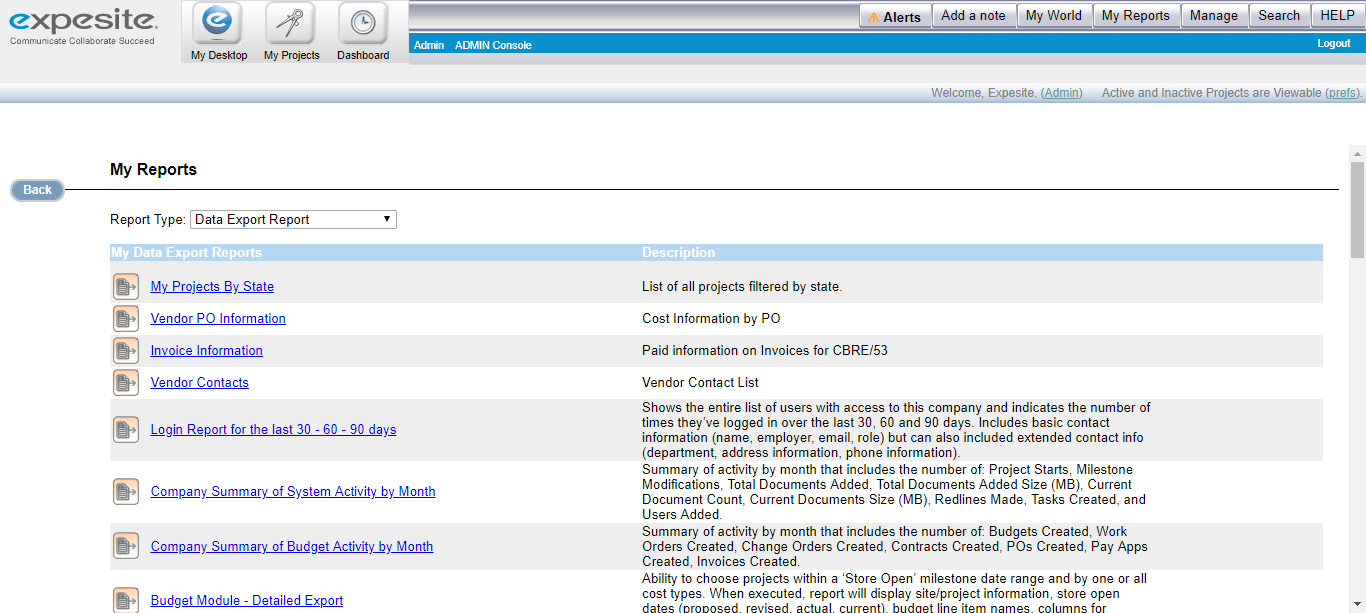 expesite.
Communicate Collaborate Succeed
My Desktop My Projects Dashboard
Alerts Add a note My World My Reports Manage Search HELP
Admin ADMIN Console Logout
Welcome, Expesite. (Admin) Active and Inactive Projects are Viewable (prefs).
My Reports
Back
Report Type: Data Export Report
My Data Export Reports Description
My Projects By State List of all projects filtered by state.
Vendor PO Information Cost Information by PO
Invoice Information Paid information on Invoices for CBRE/53
Vendor Contacts Vendor Contact List
Login Report for the last 30 - 60 - 90 days
Shows the entire list of users with access to this company and indicates the number of
times they've logged in over the last 30, 60 and 90 days. Includes basic contact
information (name, employer, email, role) but can also included extended contact info
(department, address information, phone information).
Company Summary of System Activity by Month
Summary of activity by month that includes the number of: Project Starts, Milestone
Modifications, Total Documents Added, Total Documents Added Size (MB), Current
Document Count, Current Documents Size (MB), Redlines Made, Tasks Created, and
Users Added.
Company Summary of Budget Activity by Month
Summary of activity by month that includes the number of: Budgets Created, Work
Orders Created, Change Orders Created, Contracts Created, POs Created, Pay Apps
Created, Invoices Created.
Budget Module - Detailed Export
Ability to choose projects within a ‘Store Open’ milestone date range and by one or all
cost types. When executed, report will display site/project information, store open
dates (proposed, revised, actual, current), budget line item names, columns for